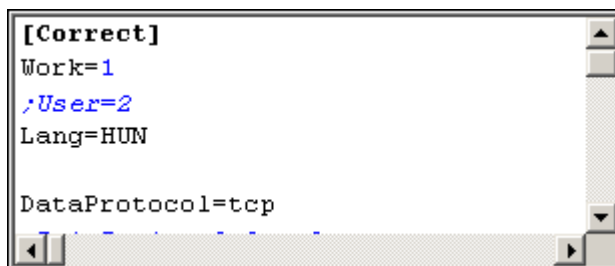 [Correct]
Work=1
;User=2
Lang=HUN
DataProtocol=tcp